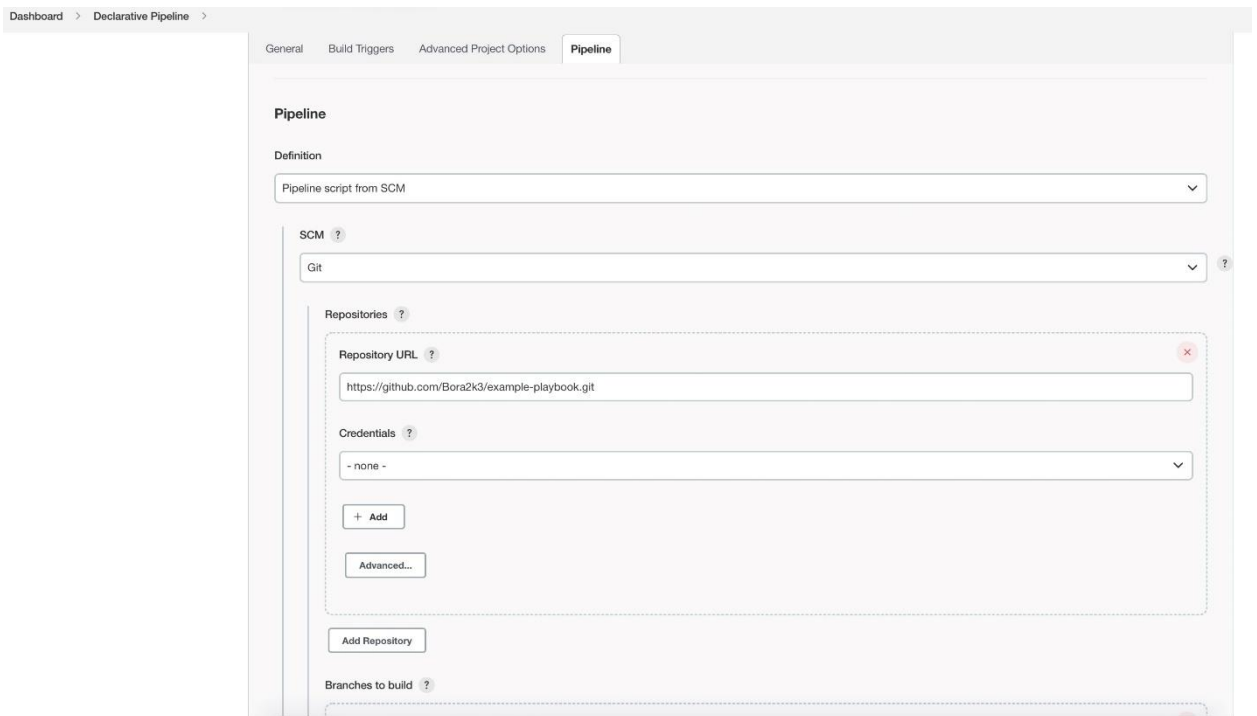 Dashboard > Declarative Pipeline >
General Build Triggers Advanced Project Options Pipeline
Pipeline
Definition
Pipeline script from SCM
SCM ?
Git
?
Repositories ?
Repository URL ?
https://github.com/Bora2k3/example-playbook.git
Credentials ?
- none -
+ Add
Advanced...
Add Repository
Branches to build ?